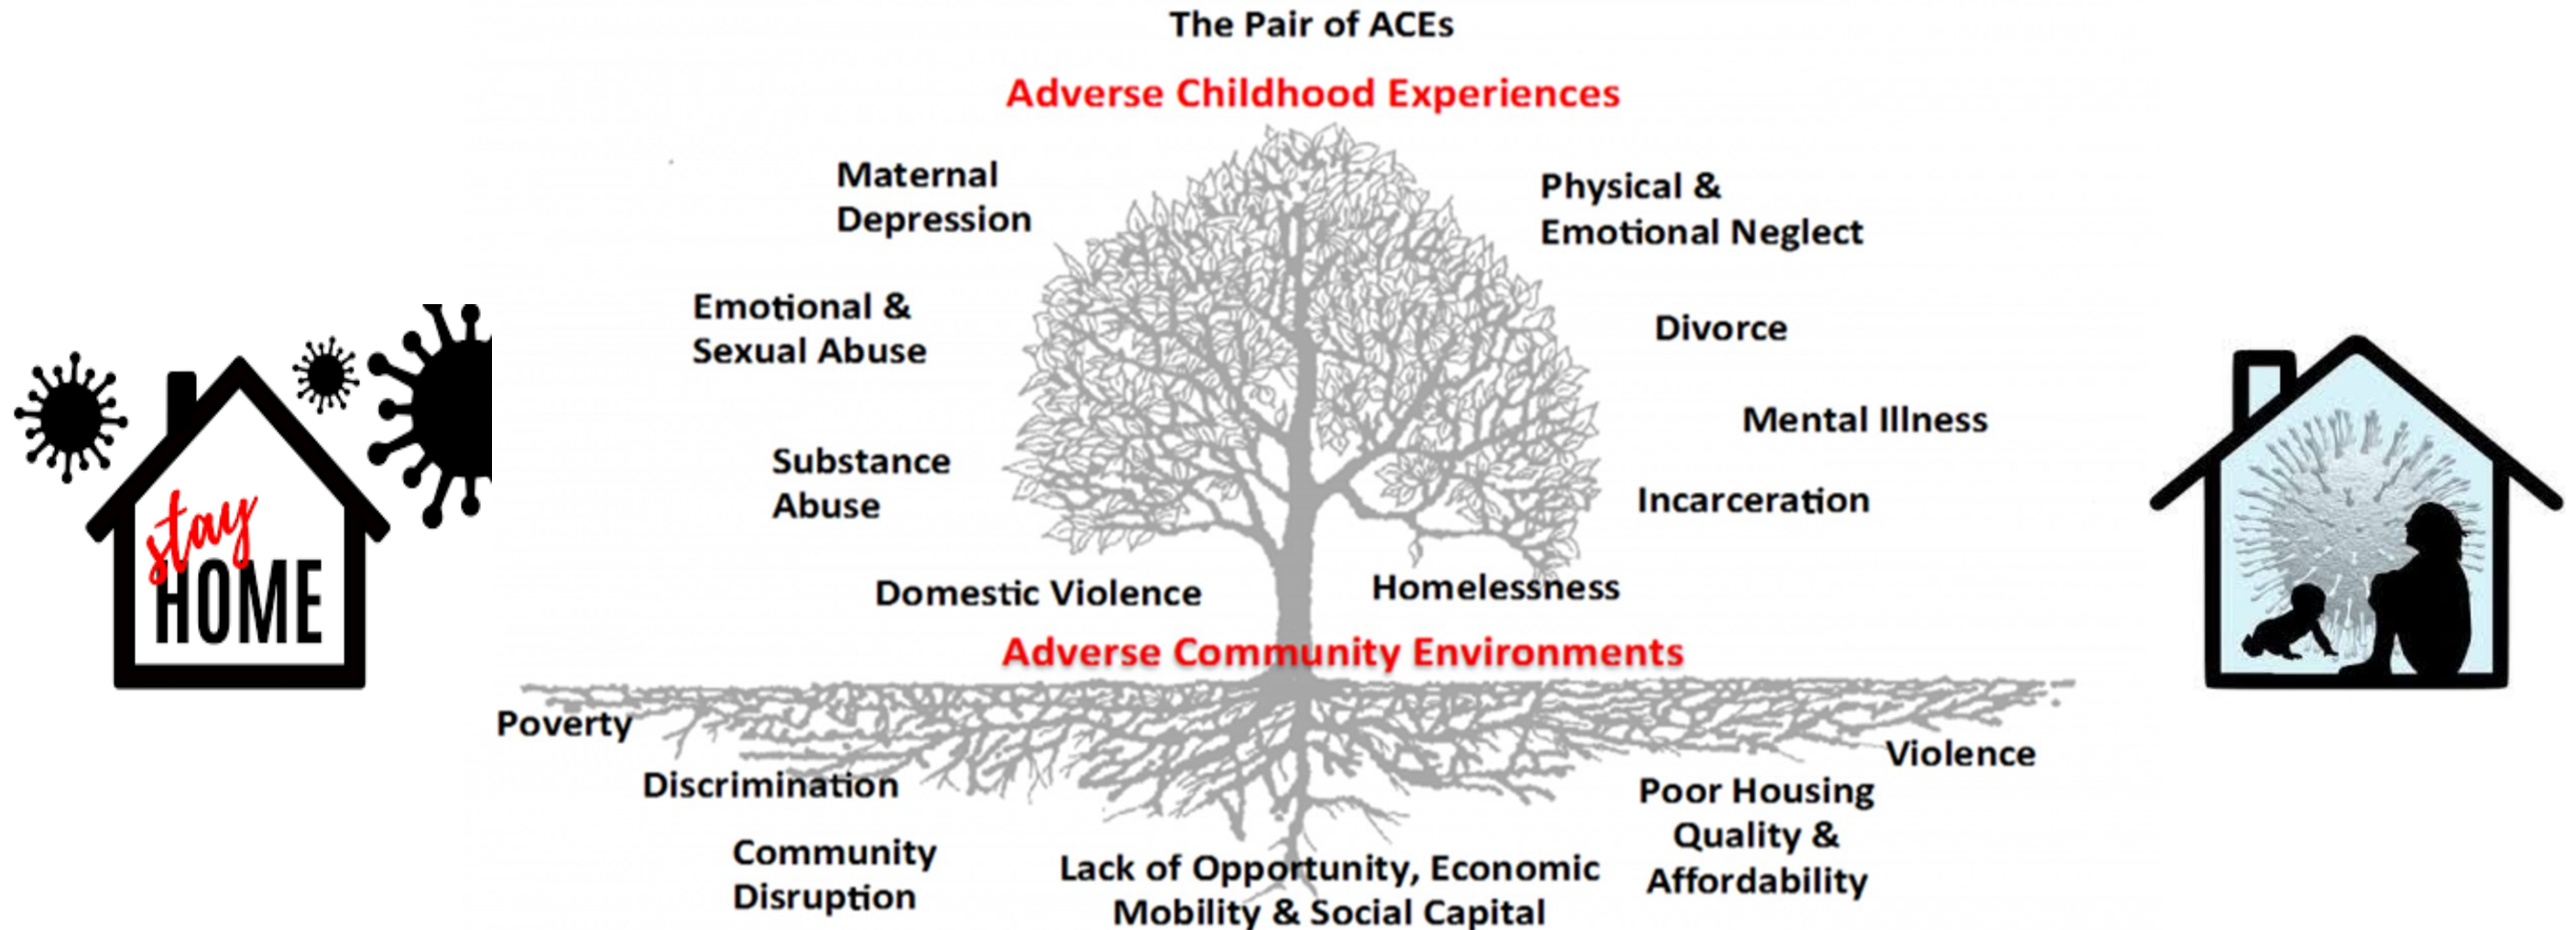 The Pair of ACEs
Adverse Childhood Experiences
Maternal
Depression
Physical &
Emotional Neglect
Emotional &
Sexual Abuse
Divorce
Mental Illness
Substance
Abuse
Incarceration
Domestic Violence
Homelessness
stay
HOME
Adverse Community Environments
Poverty
Violence
Discrimination
Poor Housing
Quality &
Affordability
Community
Disruption
Lack of Opportunity, Economic
Mobility & Social Capital